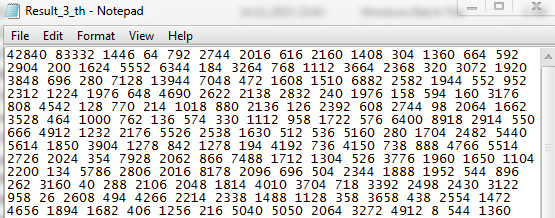 Result_3_th - Notepad
File Edit Format View Help
42840 83332 1446 64 792 2744 2016 616 2160 1408 304 1360 664 592
2904 200 1624 5552 6344 184 3264 768 1112 3664 2368 320 3072 1920
3848 696 280 7128 13944 7048 472 1608 1510 6882 2582 1944 552 952
2312 1224 1976 648 4690 2622 2138 2832 240 1976 158 594 160 3176
808 4542 128 770 214 1018 880 2136 126 2392 608 2744 98 2064 1662
3528 464 1000 762 136 574 330 1112 958 1722 576 6400 8918 2914 550
666 4912 1232 2176 5526 2538 1630 512 536 5160 280 1704 2482 5440
5614 1850 3904 1278 842 1278 194 4192 736 4150 738 888 4766 5514
2726 2024 354 7928 2062 866 7488 1712 1304 526 3776 1960 1650 1104
2200 134 5786 2806 2016 8178 2096 696 504 2344 1888 1952 544 896
262 3160 40 288 2106 2048 1814 4010 3704 718 3392 2498 2430 3122
958 26 2608 494 4266 2214 2338 1488 1128 358 3658 438 2554 1472
4656 1894 1682 406 1256 216 5040 5050 2064 3272 4912 8 544 1360